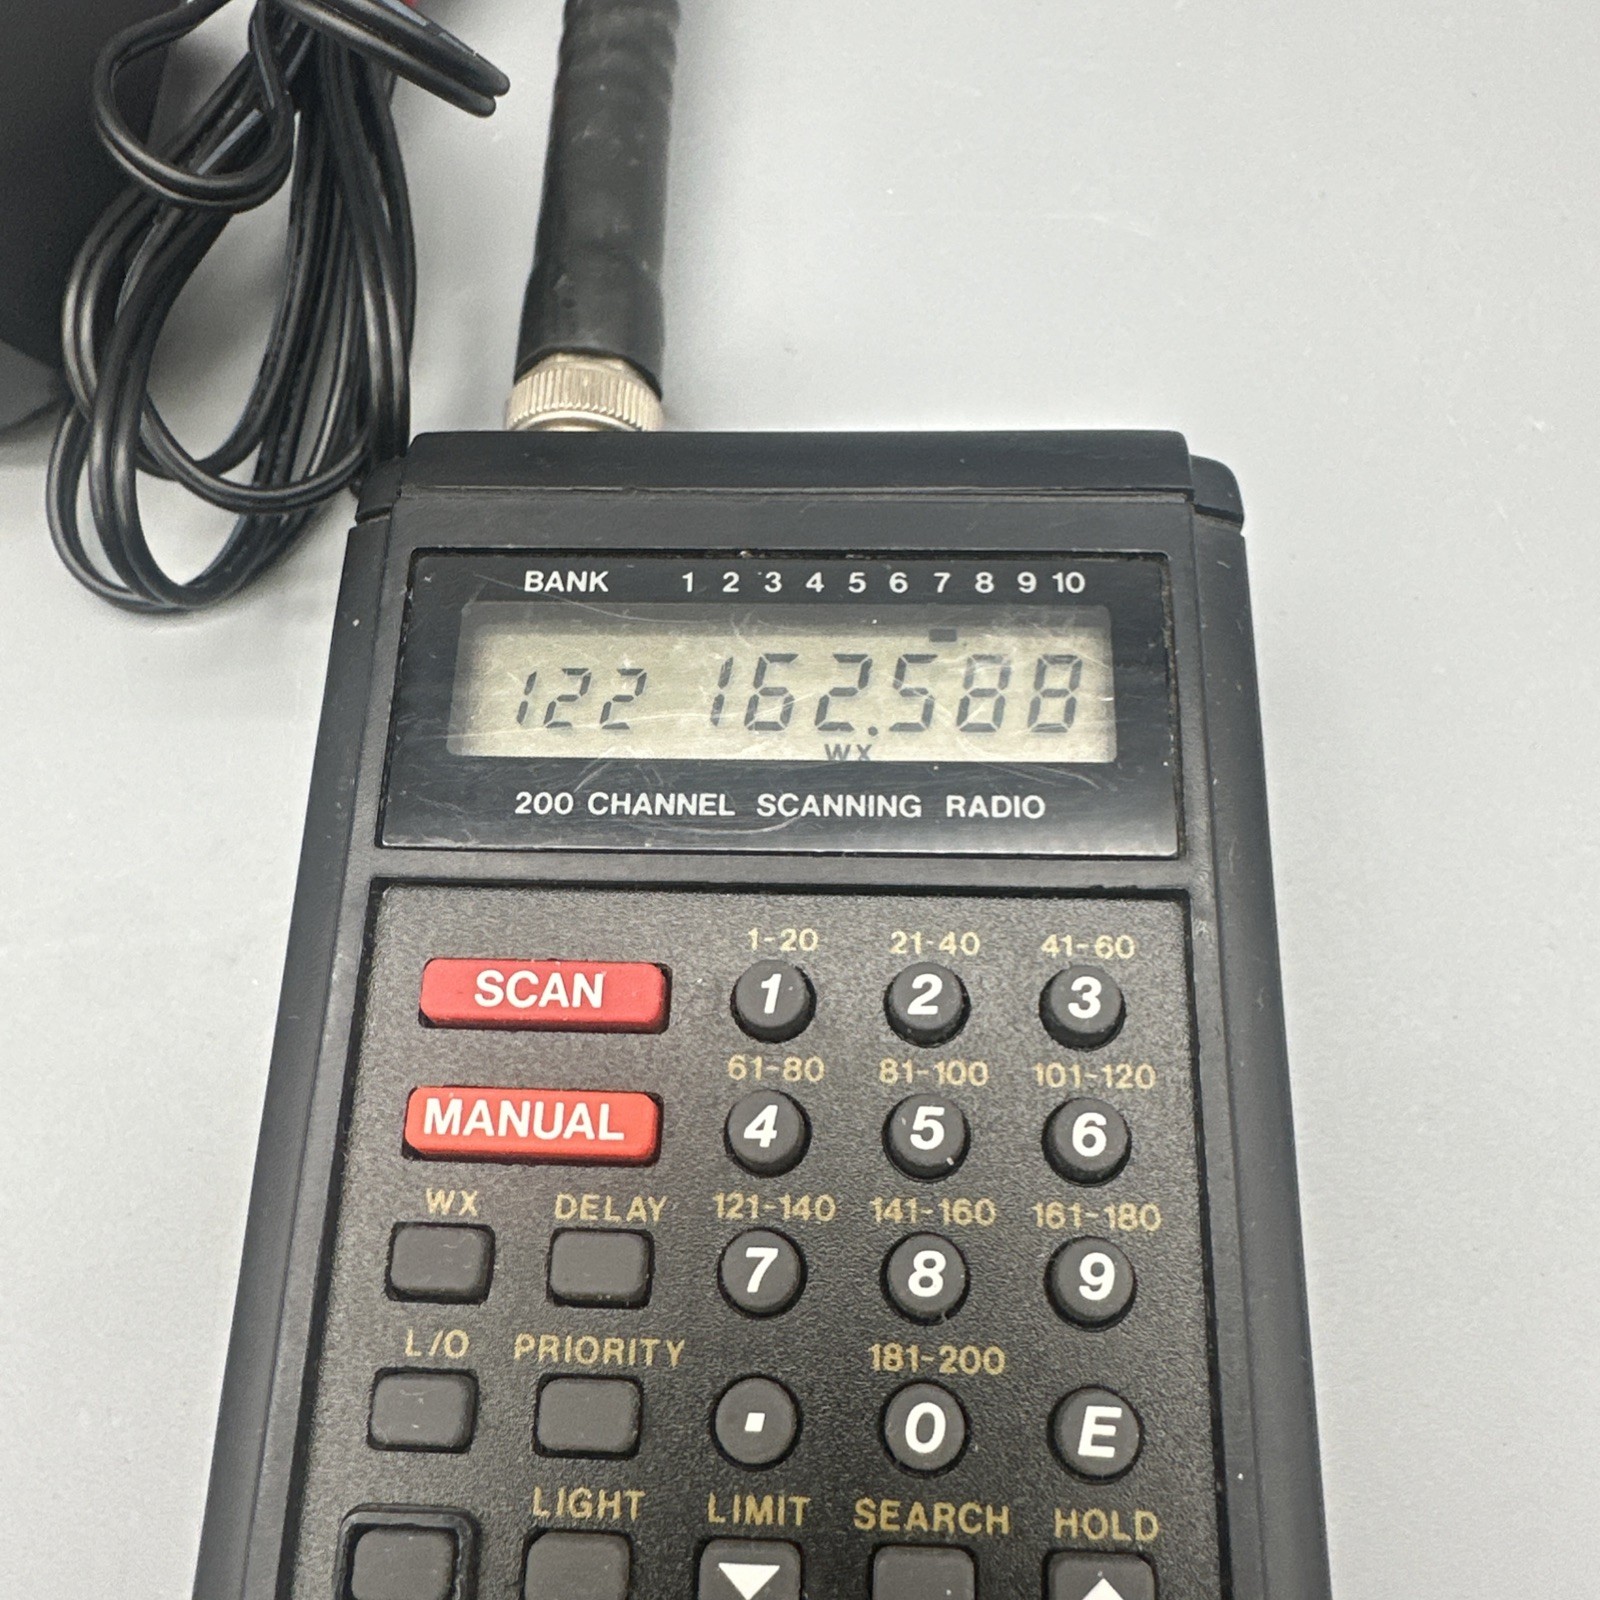 BANK 1 2 3 4 5 6 7 8 9 10
122 162.588
WX
200 CHANNEL SCANNING RADIO
1-20 21-40 41-60
SCAN 1 2 3
61-80 81-100 101-120
MANUAL 4 5 6
WX DELAY 121-140 141-160 161-180
7 8 9
L/O PRIORITY 181-200
. 0 E
LIGHT LIMIT SEARCH HOLD